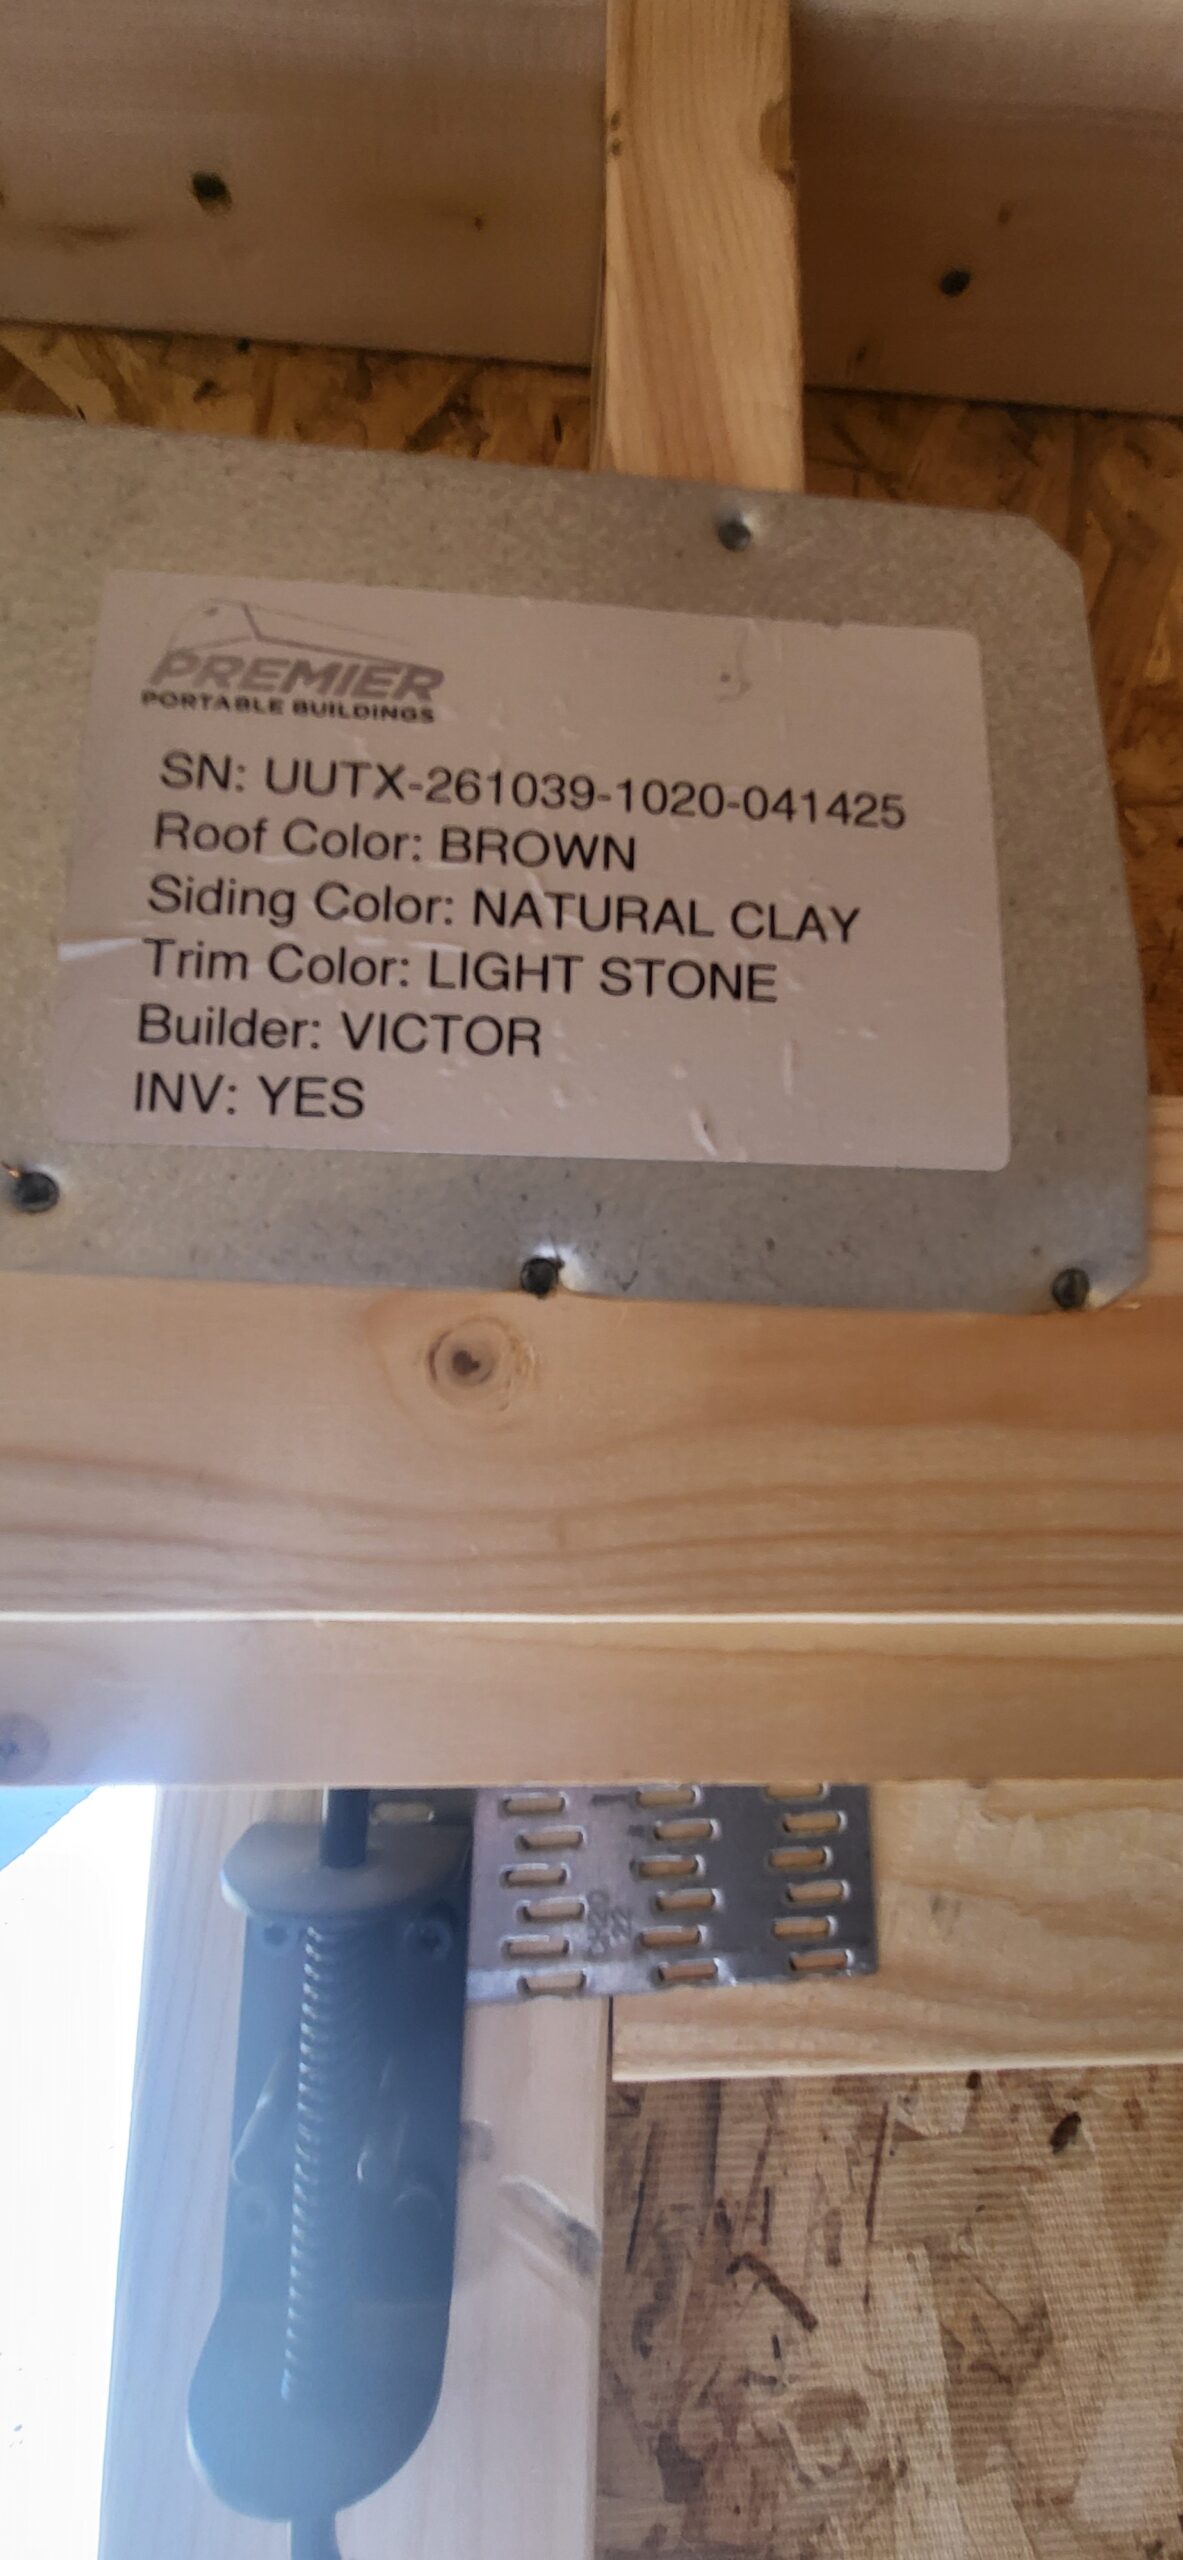 PREMIER
PORTABLE BUILDINGS
SN: UUTX-261039-1020-041425
Roof Color: BROWN
Siding Color: NATURAL CLAY
Trim Color: LIGHT STONE
Builder: VICTOR
INV: YES